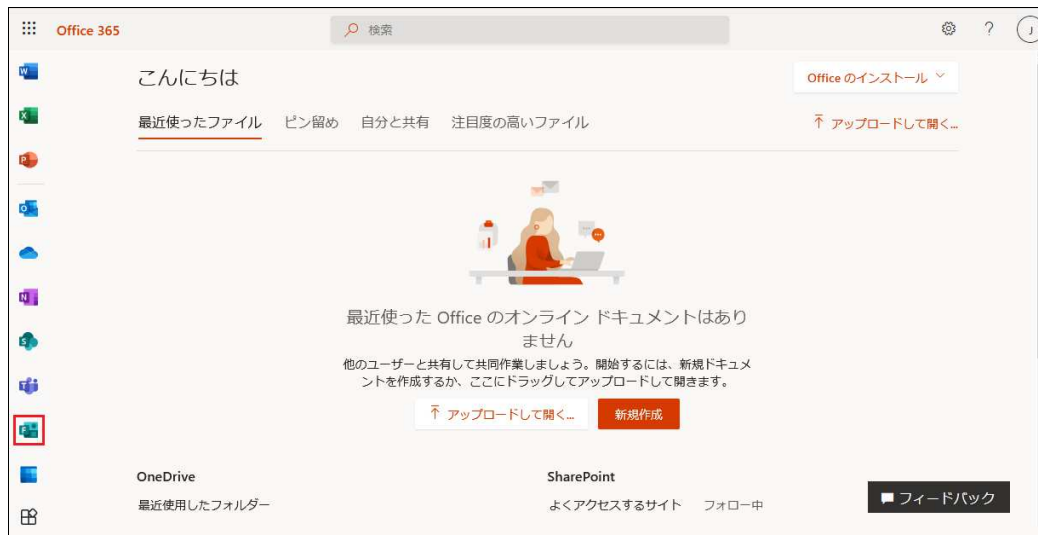 Office 365
検索
?
J
こんにちは
Office のインストール
最近使ったファイル ピン留め 自分と共有 注目度の高いファイル
アップロードして開く...
最近使った Office のオンライン ドキュメントはあり
ません
他のユーザーと共有して共同作業しましょう。開始するには、新規ドキュメ
ントを作成するか、ここにドラッグしてアップロードして開きます。
アップロードして開く... 新規作成
OneDrive
SharePoint
最近使用したフォルダー
よくアクセスするサイト フォロー中
フィードバック
W
X
P
O
N
S
F